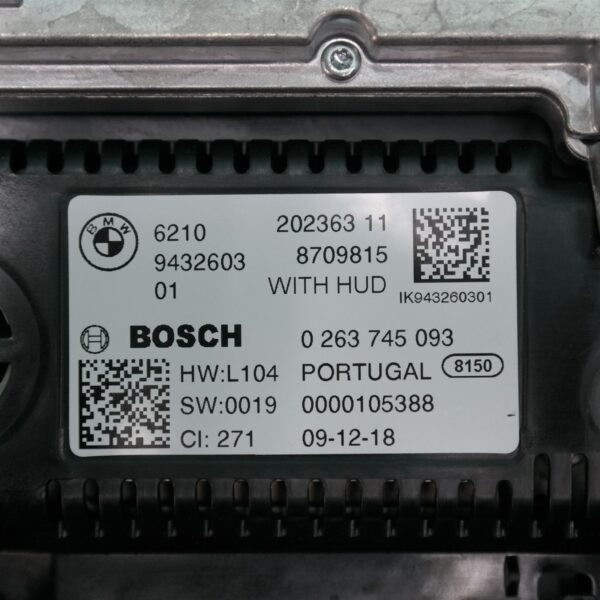 BMW
6210 202363 11
9432603 8709815
01 WITH HUD
IK943260301
BOSCH 0 263 745 093
HW:L104 PORTUGAL 8150
SW:0019 0000105388
CI: 271 09-12-18